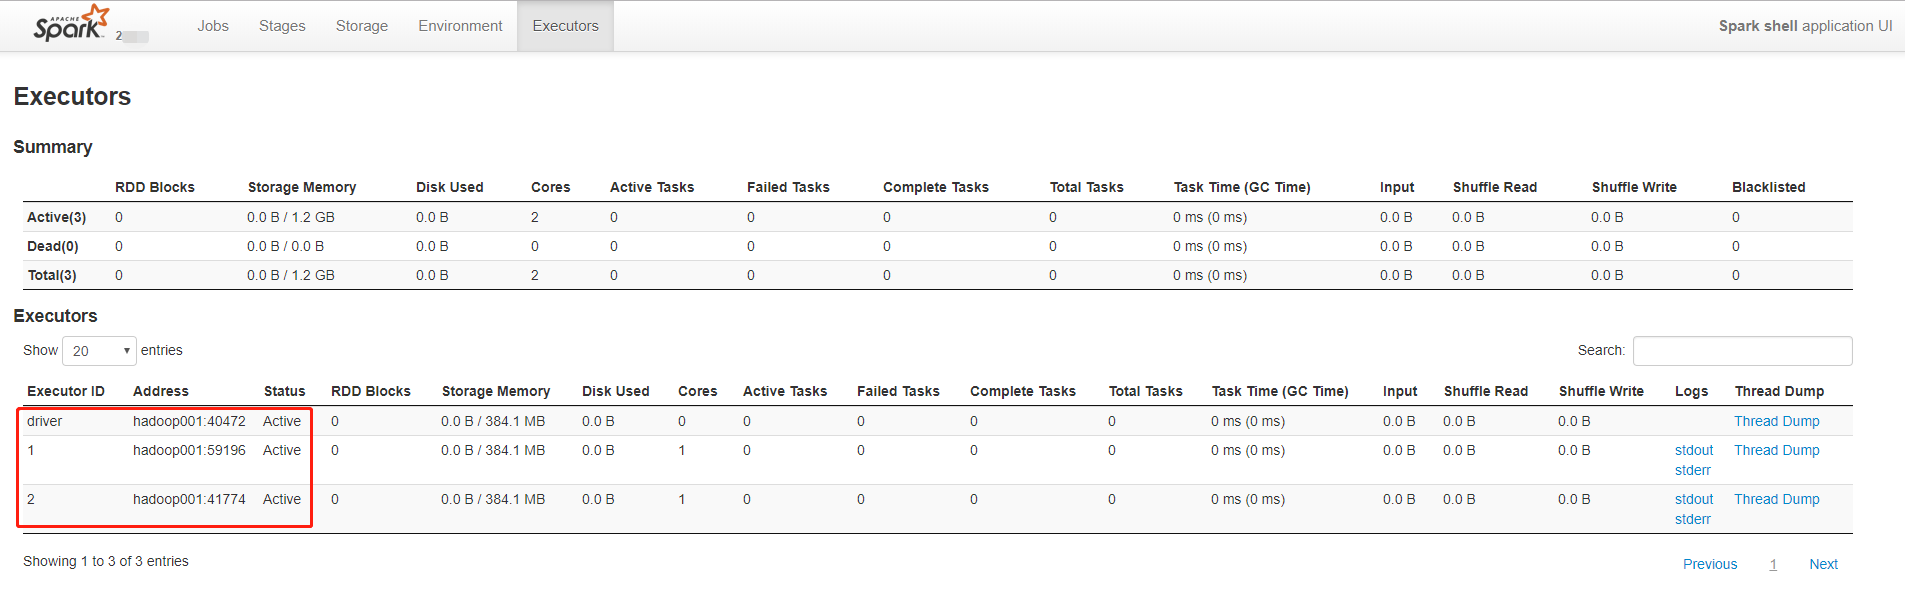 APACHE
Spark 2 Jobs Stages Storage Environment Executors Spark shell application UI
Executors
Summary
RDD Blocks Storage Memory Disk Used Cores Active Tasks Failed Tasks Complete Tasks Total Tasks Task Time (GC Time) Input Shuffle Read Shuffle Write Blacklisted
Active(3) 0 0.0 B / 1.2 GB 0.0 B 2 0 0 0 0 0 ms (0 ms) 0.0 B 0.0 B 0.0 B 0
Dead(0) 0 0.0 B / 0.0 B 0.0 B 0 0 0 0 0 0 ms (0 ms) 0.0 B 0.0 B 0.0 B 0
Total(3) 0 0.0 B / 1.2 GB 0.0 B 2 0 0 0 0 0 ms (0 ms) 0.0 B 0.0 B 0.0 B 0
Executors
Show 20 entries Search:
Executor ID Address Status RDD Blocks Storage Memory Disk Used Cores Active Tasks Failed Tasks Complete Tasks Total Tasks Task Time (GC Time) Input Shuffle Read Shuffle Write Logs Thread Dump
driver hadoop001:40472 Active 0 0.0 B / 384.1 MB 0.0 B 0 0 0 0 0 0 ms (0 ms) 0.0 B 0.0 B 0.0 B Thread Dump
1 hadoop001:59196 Active 0 0.0 B / 384.1 MB 0.0 B 1 0 0 0 0 0 ms (0 ms) 0.0 B 0.0 B 0.0 B stdout Thread Dump
stderr
2 hadoop001:41774 Active 0 0.0 B / 384.1 MB 0.0 B 1 0 0 0 0 0 ms (0 ms) 0.0 B 0.0 B 0.0 B stdout Thread Dump
stderr
Showing 1 to 3 of 3 entries Previous 1 Next